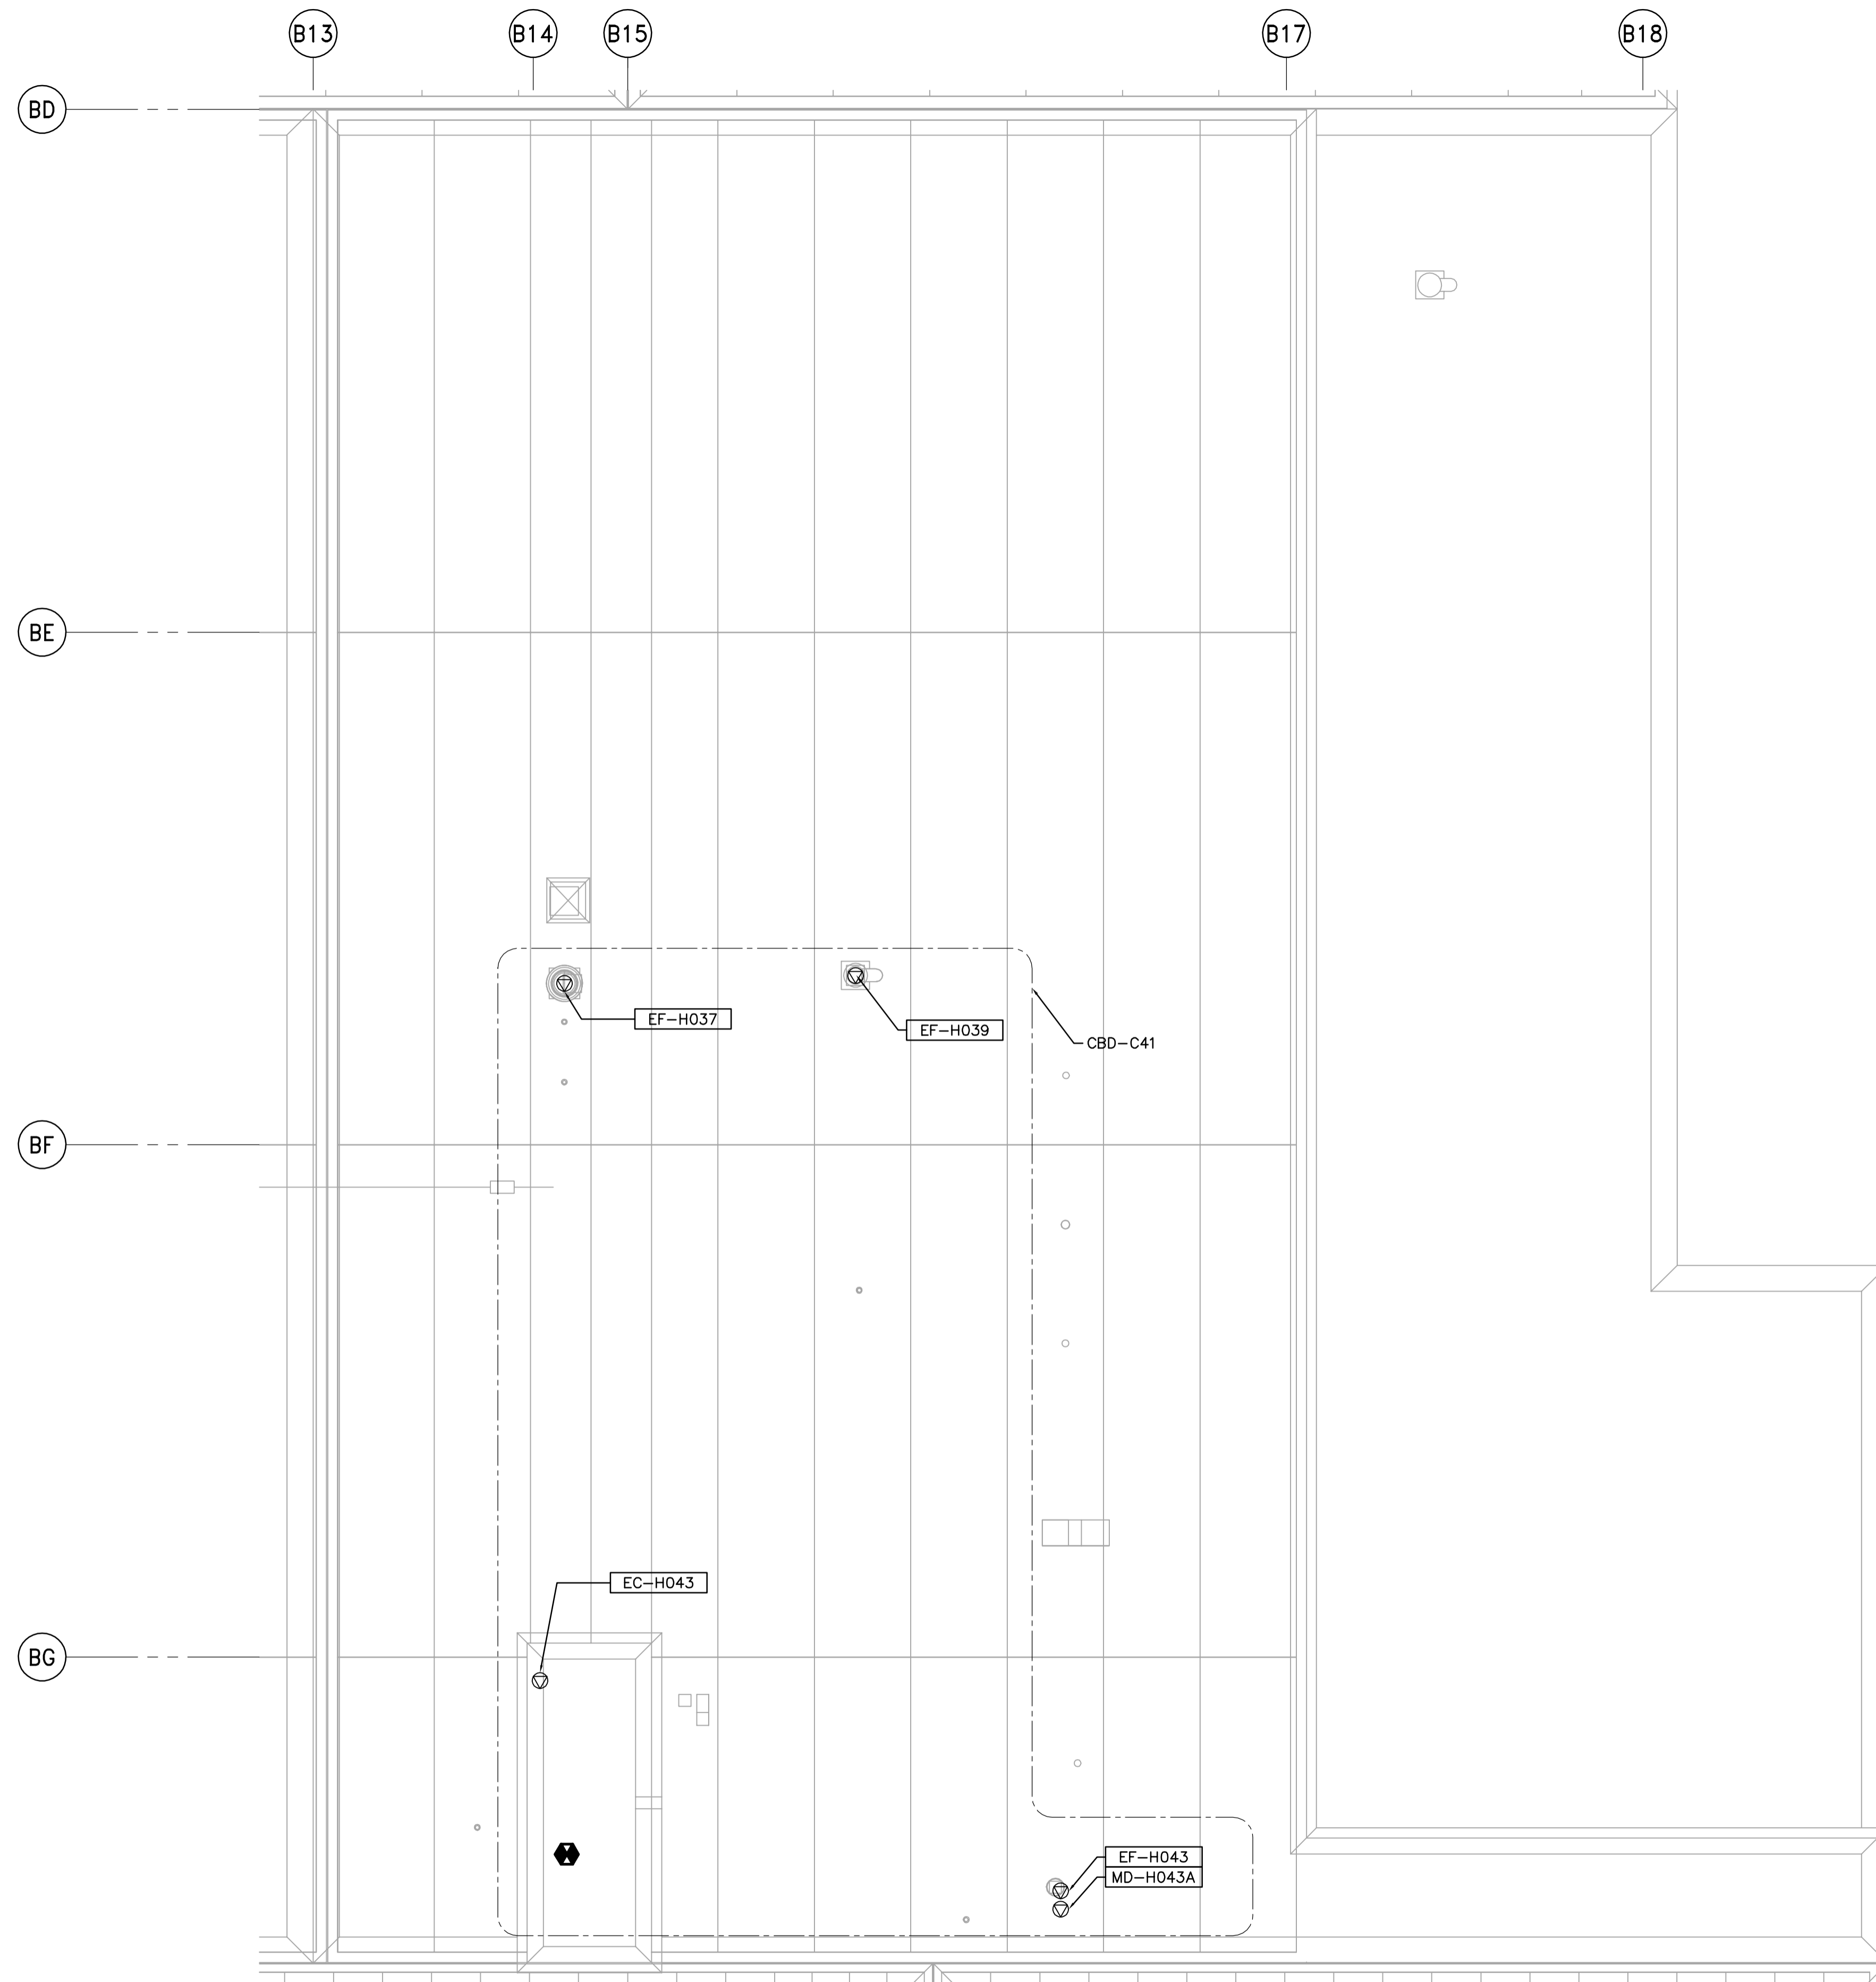 B13 B14 B15 B17 B18
BD
BE
EF-H037
EF-H039
CBD-C41
BF
EC-H043
BG
EF-H043
MD-H043A